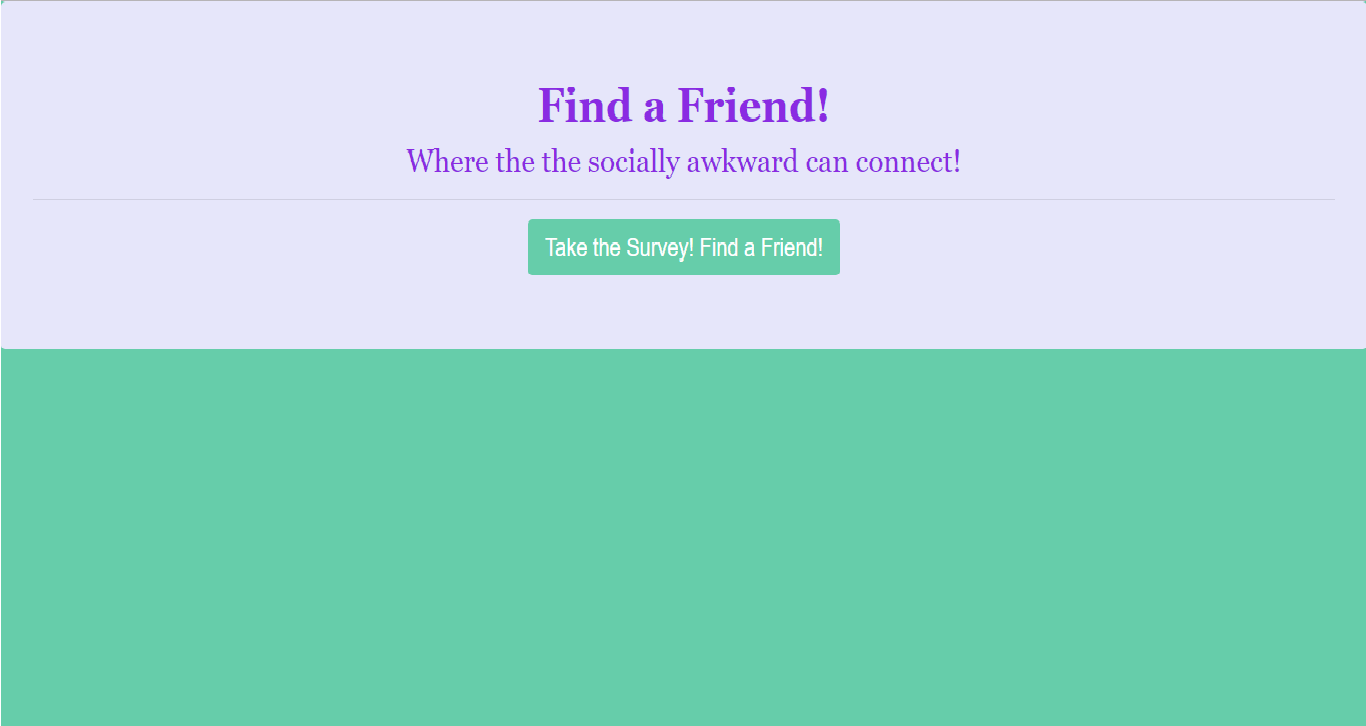 Find a Friend!
Where the the socially awkward can connect!
Take the Survey! Find a Friend!